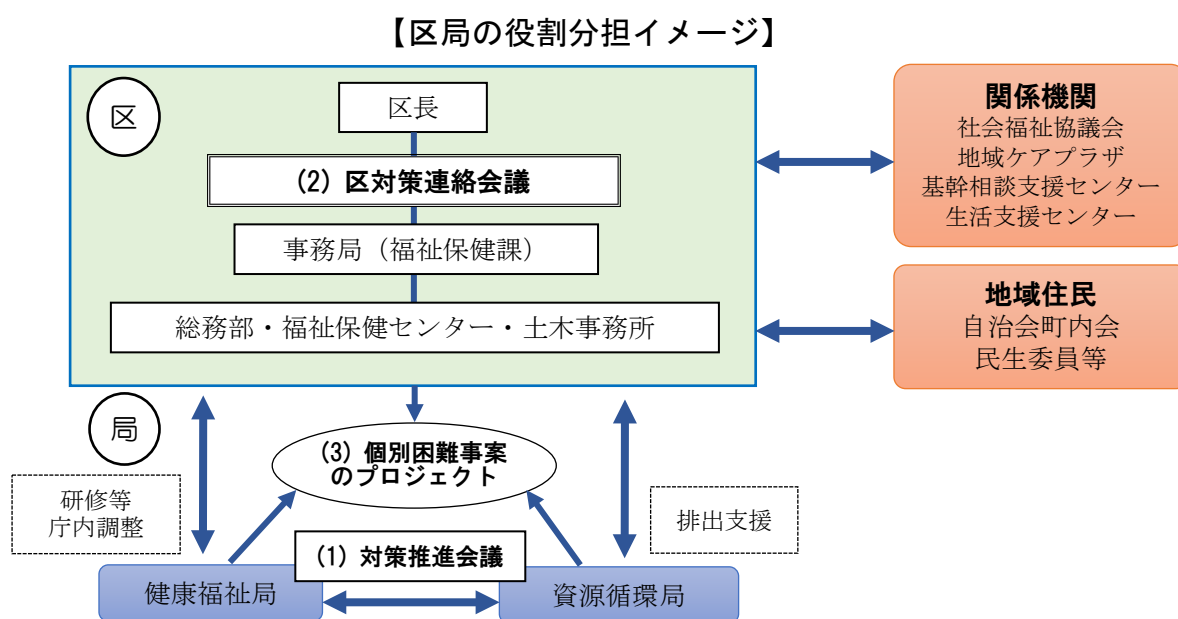 【区局の役割分担イメージ】
区
区長
(2) 区対策連絡会議
事務局（福祉保健課）
総務部・福祉保健センター・土木事務所
関係機関
社会福祉協議会
地域ケアプラザ
基幹相談支援センター
生活支援センター
地域住民
自治会町内会
民生委員等
局
(3) 個別困難事案
のプロジェクト
研修等
庁内調整
排出支援
(1) 対策推進会議
健康福祉局
資源循環局